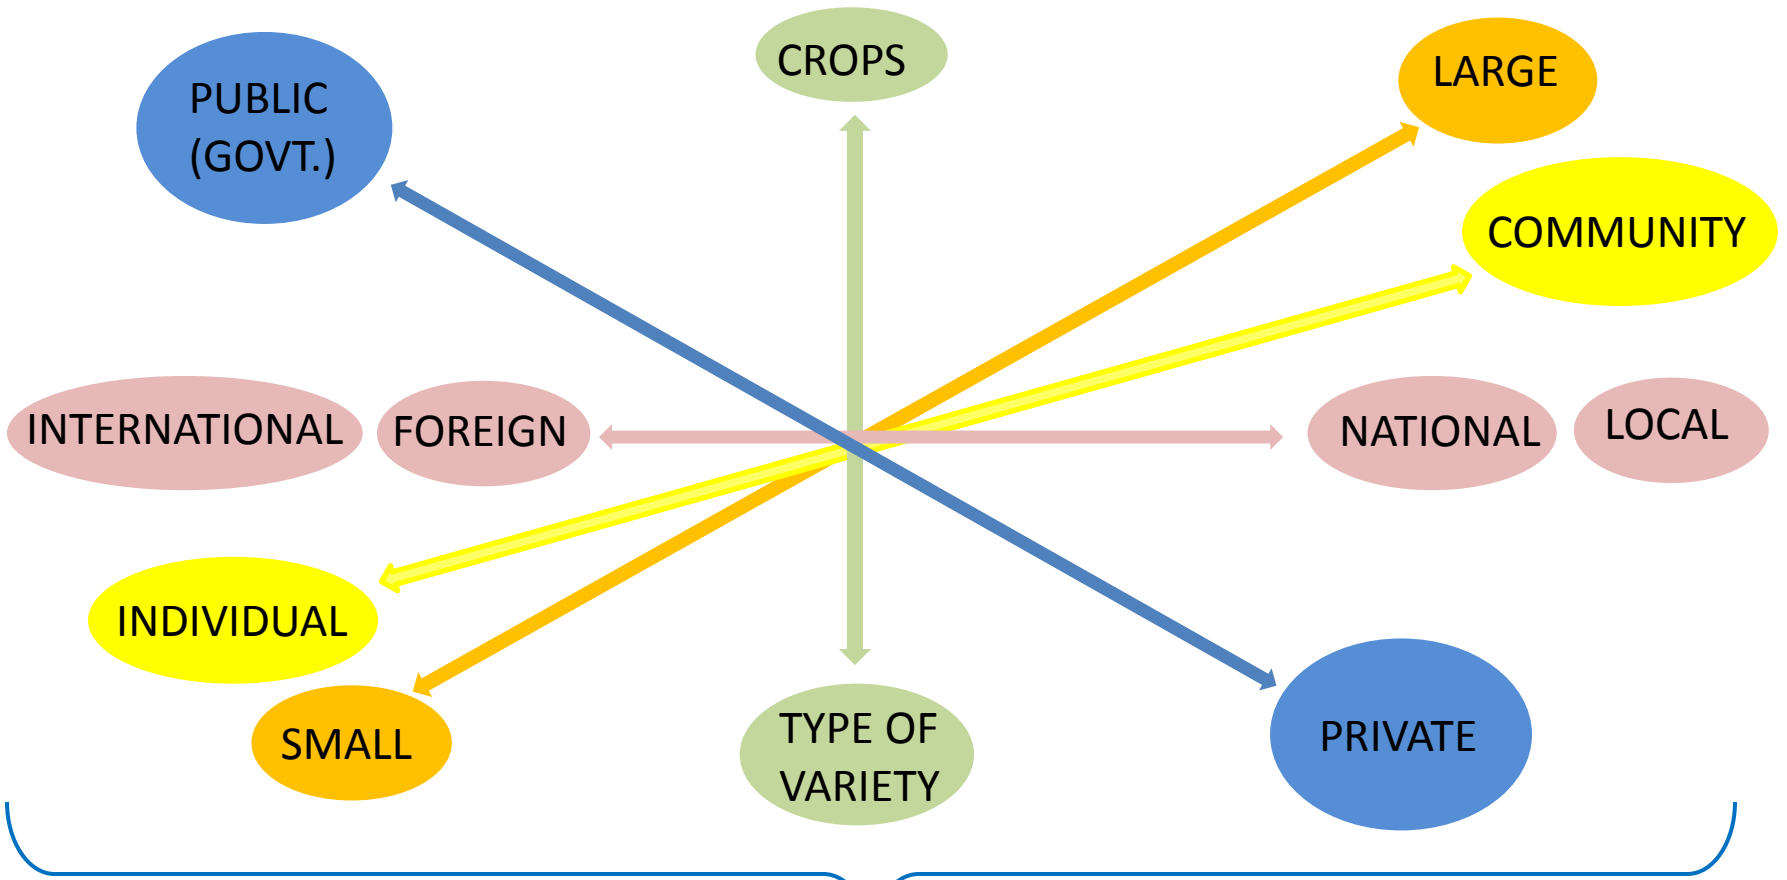 CROPS
LARGE
PUBLIC
(GOVT.)
COMMUNITY
INTERNATIONAL
FOREIGN
NATIONAL
LOCAL
INDIVIDUAL
SMALL
TYPE OF
VARIETY
PRIVATE